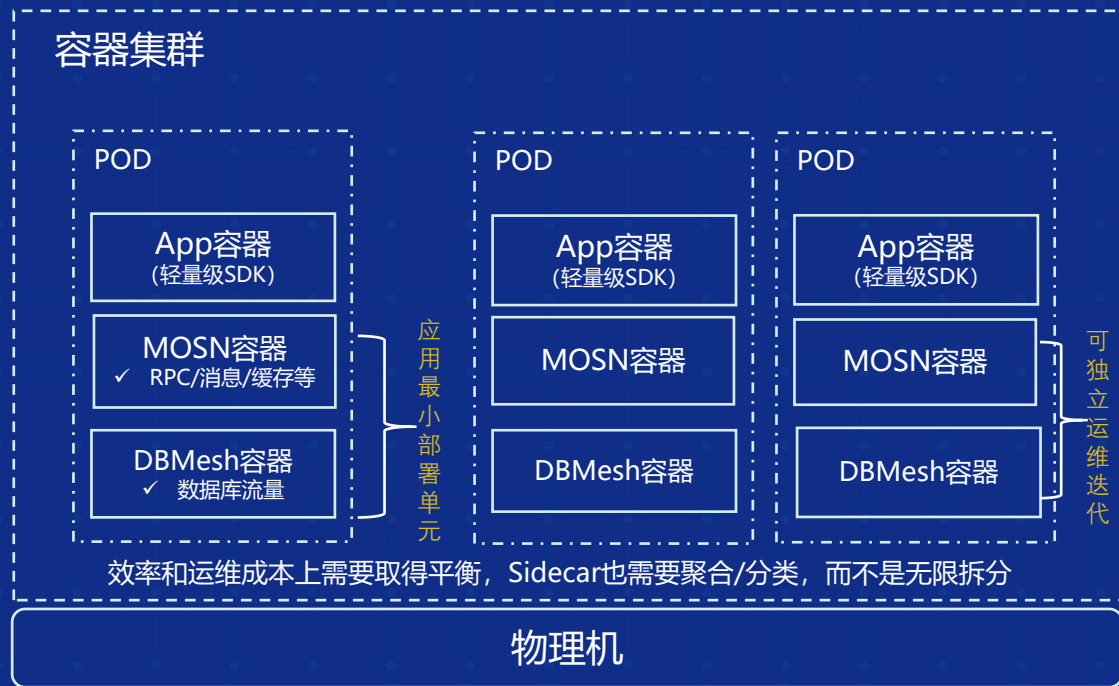 容器集群
POD
App容器
(轻量级SDK)
MOSN容器
✓ RPC/消息/缓存等
DBMesh容器
✓ 数据库流量
应用最小部署单元
POD
App容器
(轻量级SDK)
MOSN容器
DBMesh容器
POD
App容器
(轻量级SDK)
MOSN容器
DBMesh容器
可独立运维迭代
效率和运维成本上需要取得平衡，Sidecar也需要聚合/分类，而不是无限拆分
物理机